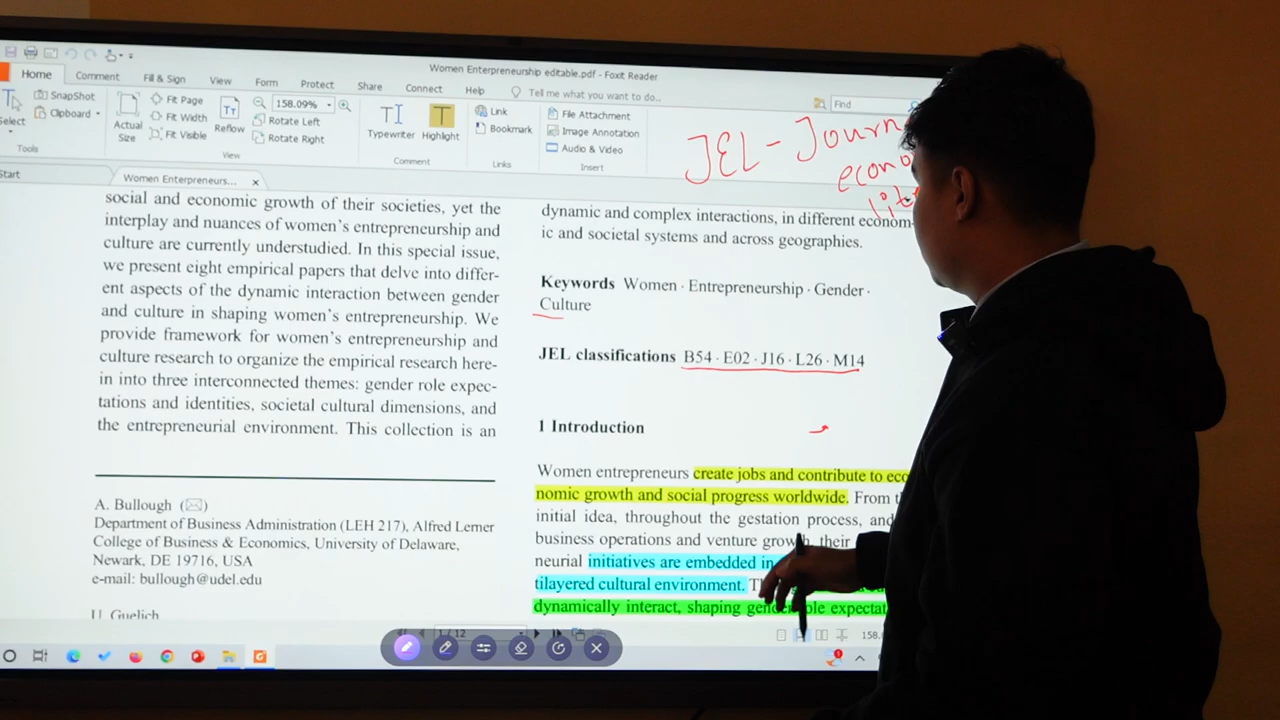 Women Enterpreneurship editable.pdf - Foxit Reader
Home Comment Fill & Sign View Form Protect Share Connect Help Tell me what you want to do..
Find
Select
SnapShot
Clipboard
Tools
Actual Size
Fit Page
Fit Width
Fit Visible
Reflow
158.09%
Rotate Left
Rotate Right
View
Typewriter Highlight
Comment
Link
Bookmark
Links
File Attachment
Image Annotation
Audio & Video
Insert
Start
Women Enterpreneurs...
JEL - Journ
econo
lite
social and economic growth of their societies, yet the
interplay and nuances of women's entrepreneurship and
culture are currently understudied. In this special issue,
we present eight empirical papers that delve into differ-
ent aspects of the dynamic interaction between gender
and culture in shaping women's entrepreneurship. We
provide framework for women's entrepreneurship and
culture research to organize the empirical research here-
in into three interconnected themes: gender role expec-
tations and identities, societal cultural dimensions, and
the entrepreneurial environment. This collection is an
A. Bullough (✉)
Department of Business Administration (LEH 217), Alfred Lerner
College of Business & Economics, University of Delaware,
Newark, DE 19716, USA
e-mail: bullough@udel.edu
U. Guelich
dynamic and complex interactions, in different econom-
ic and societal systems and across geographies.
Keywords Women · Entrepreneurship · Gender ·
Culture
JEL classifications B54 · E02 · J16 · L26 · M14
1 Introduction
Women entrepreneurs create jobs and contribute to eco
nomic growth and social progress worldwide. From
initial idea, throughout the gestation process, and
business operations and venture growth, their
neurial initiatives are embedded in
tilayered cultural environment.
dynamically interact, shaping gender role expectat
1 / 12
158.